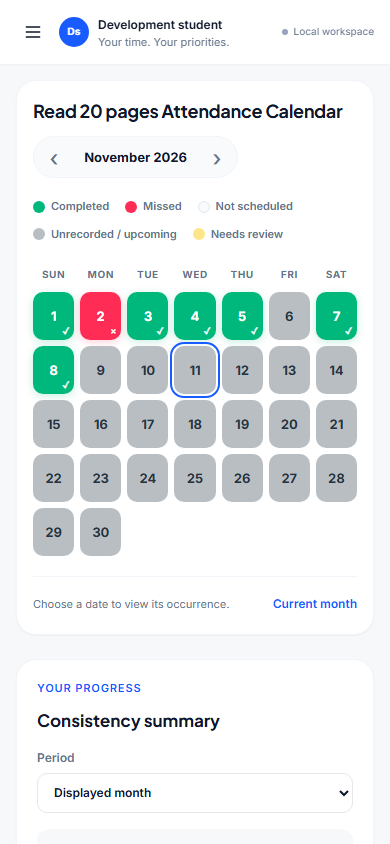 Ds
Development student
Your time. Your priorities.
Local workspace
Read 20 pages Attendance Calendar
November 2026
Completed
Missed
Not scheduled
Unrecorded / upcoming
Needs review
SUN MON TUE WED THU FRI SAT
1 2 3 4 5 6 7
8 9 10 11 12 13 14
15 16 17 18 19 20 21
22 23 24 25 26 27 28
29 30
Choose a date to view its occurrence.
Current month
YOUR PROGRESS
Consistency summary
Period
Displayed month